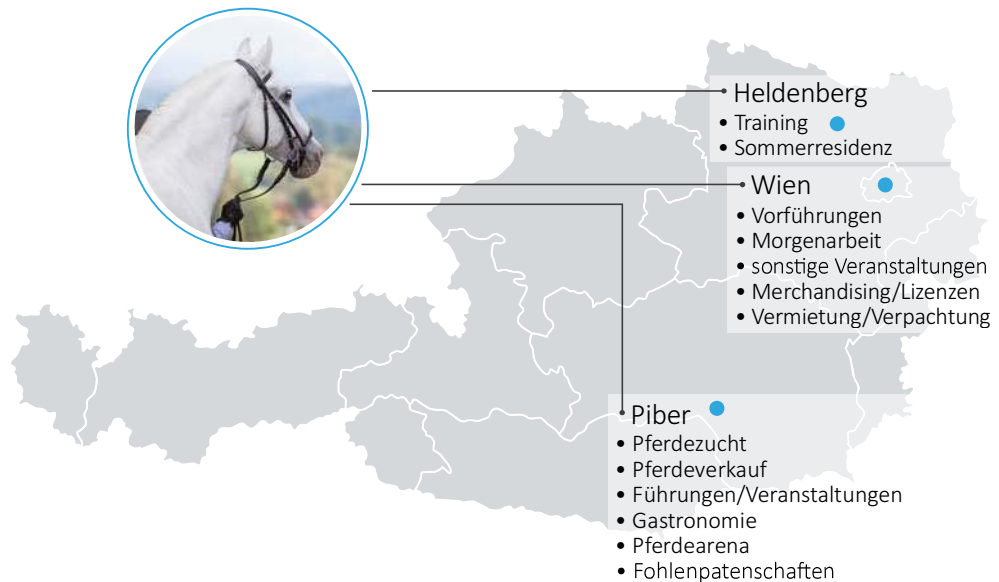 Heldenberg
• Training
• Sommerresidenz
Wien
• Vorführungen
• Morgenarbeit
• sonstige Veranstaltungen
• Merchandising/Lizenzen
• Vermietung/Verpachtung
Piber
• Pferdezucht
• Pferdeverkauf
• Führungen/Veranstaltungen
• Gastronomie
• Pferdearena
• Fohlenpatenschaften